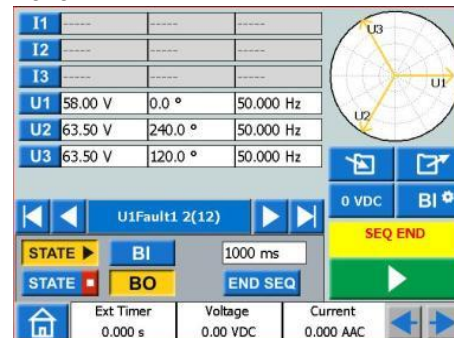 I1 ----- ----- -----
I2 ----- ----- -----
I3 ----- ----- -----
U1 58.00 V 0.0 ° 50.000 Hz
U2 63.50 V 240.0 ° 50.000 Hz
U3 63.50 V 120.0 ° 50.000 Hz
U3
U1
U2
0 VDC BI
U1Fault1 2(12)
SEQ END
STATE BI 1000 ms
STATE BO END SEQ
Ext Timer Voltage Current
0.000 s 0.00 VDC 0.000 AAC